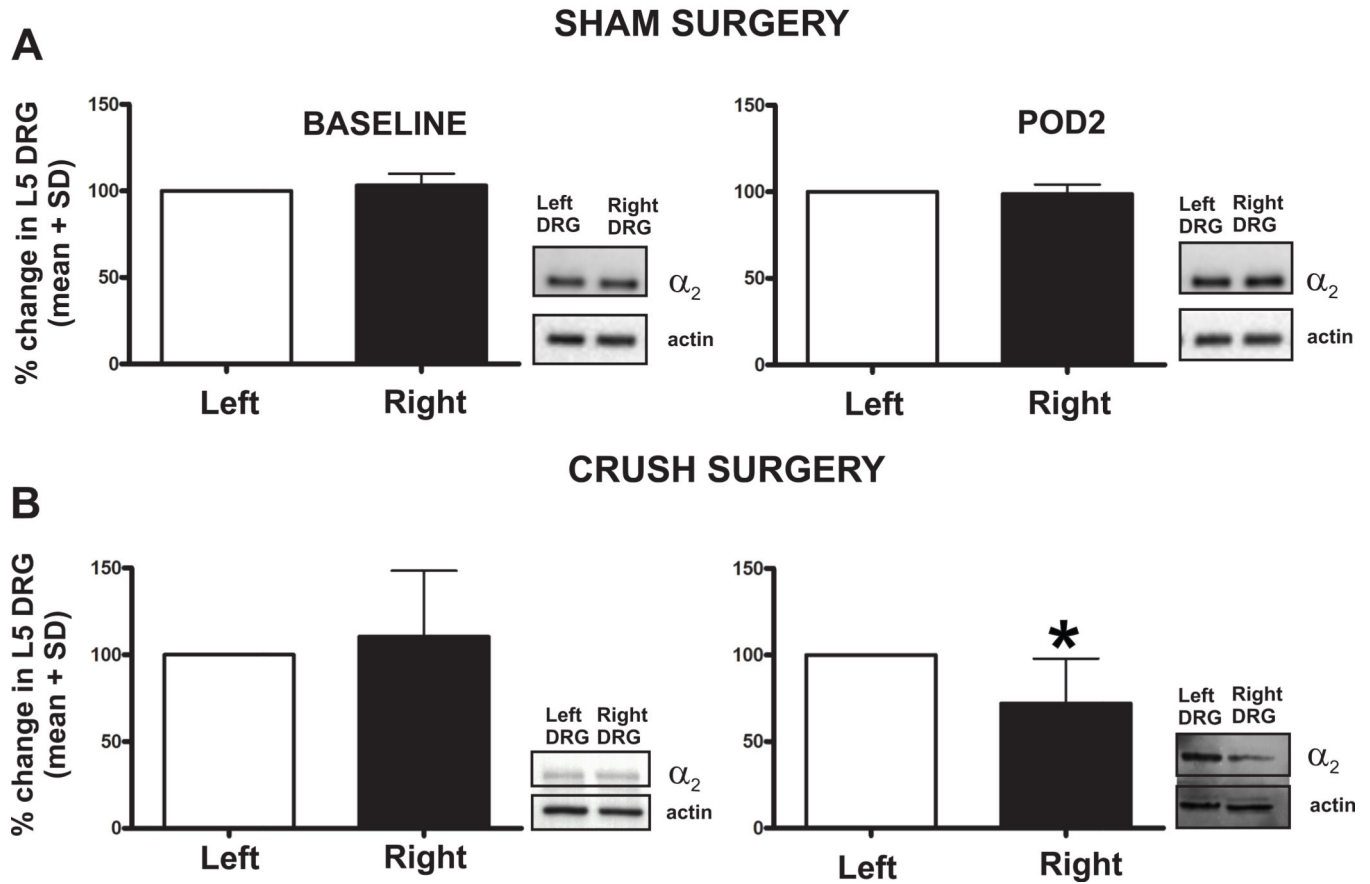 SHAM SURGERY
A
% change in L5 DRG
(mean + SD)
150
100
50
0
BASELINE
Left
Right
Left
DRG
Right
DRG
α2
actin
150
100
50
0
POD2
Left
Right
Left
DRG
Right
DRG
α2
actin
CRUSH SURGERY
B
% change in L5 DRG
(mean + SD)
150
100
50
0
Left
Right
Left
DRG
Right
DRG
α2
actin
150
100
50
0
*
Left
Right
Left
DRG
Right
DRG
α2
actin